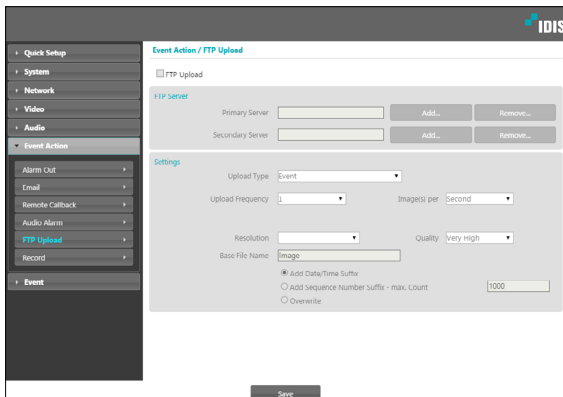 IDIS
Quick Setup
System
Network
Video
Audio
Event Action
Alarm Out
Email
Remote Callback
Audio Alarm
FTP Upload
Record
Event
Event Action / FTP Upload
FTP Upload
FTP Server
Primary Server Add... Remove...
Secondary Server Add... Remove...
Settings
Upload Type Event
Upload Frequency 1 Image(s) per Second
Resolution Quality Very High
Base File Name Image
Add Date/Time Suffix
Add Sequence Number Suffix - max. Count 1000
Overwrite
Save